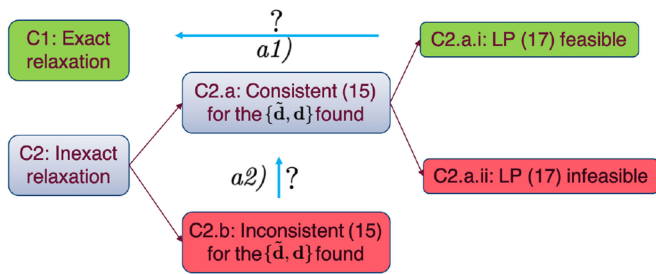 ?
a1)
C1: Exact
relaxation
C2.a.i: LP (17) feasible
C2.a: Consistent (15)
for the {d̃, d} found
C2: Inexact
relaxation
a2)
?
C2.a.ii: LP (17) infeasible
C2.b: Inconsistent (15)
for the {d̃, d} found